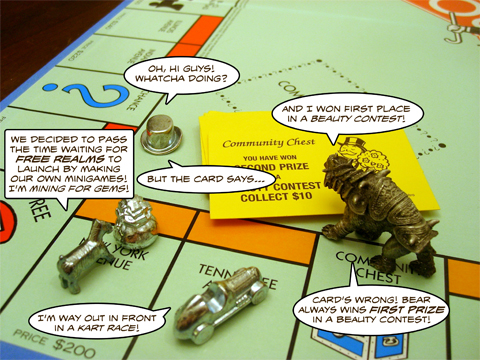 OH, HI GUYS!
WHATCHA DOING?
CHANCE
AND I WON FIRST PLACE
IN A BEAUTY CONTEST!
WE DECIDED TO PASS
THE TIME WAITING FOR
FREE REALMS TO
LAUNCH BY MAKING
OUR OWN MINIGAMES!
I'M MINING FOR GEMS!
Community Chest
YOU HAVE WON
SECOND PRIZE
CONTEST
COLLECT $10
BUT THE CARD SAYS...
YORK
CHEST
I'M WAY OUT IN FRONT
IN A KART RACE!
CARD'S WRONG! BEAR
ALWAYS WINS FIRST PRIZE
IN A BEAUTY CONTEST!
PRICE $200